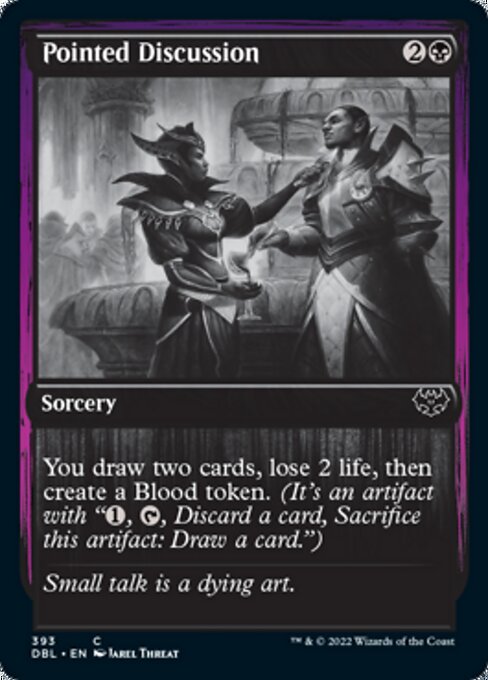 Pointed Discussion 2
Sorcery
You draw two cards, lose 2 life, then
create a Blood token. (It's an artifact
with "1, , Discard a card, Sacrifice
this artifact: Draw a card.")
Small talk is a dying art.
393 C
DBL • EN JAREL THREAT
™ & © 2022 Wizards of the Coast